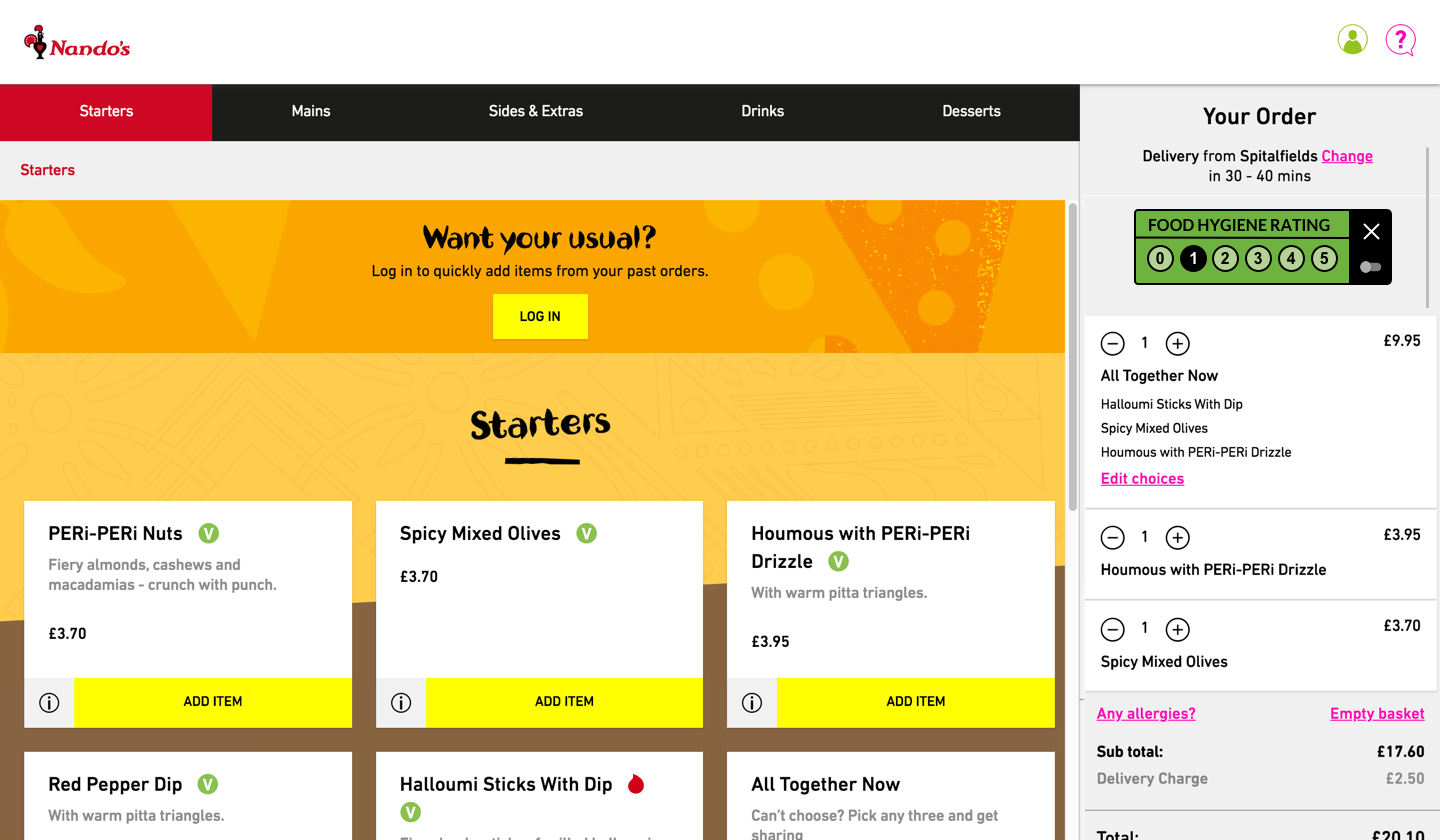 Nando's
?
Starters
Mains
Sides & Extras
Drinks
Desserts
Starters
Want your usual?
Log in to quickly add items from your past orders.
LOG IN
Starters
PERi-PERi Nuts V
Fiery almonds, cashews and
macadamias - crunch with punch.
£3.70
ADD ITEM
Spicy Mixed Olives V
£3.70
ADD ITEM
Houmous with PERi-PERi
Drizzle V
With warm pitta triangles.
£3.95
ADD ITEM
Red Pepper Dip V
With warm pitta triangles.
Halloumi Sticks With Dip
V
All Together Now
Can't choose? Pick any three and get
sharing
Your Order
Delivery from Spitalfields Change
in 30 - 40 mins
FOOD HYGIENE RATING
0 1 2 3 4 5
1
£9.95
All Together Now
Halloumi Sticks With Dip
Spicy Mixed Olives
Houmous with PERi-PERi Drizzle
Edit choices
1
£3.95
Houmous with PERi-PERi Drizzle
1
£3.70
Spicy Mixed Olives
Any allergies?
Empty basket
Sub total:
£17.60
Delivery Charge
£2.50
Total:
£20.10